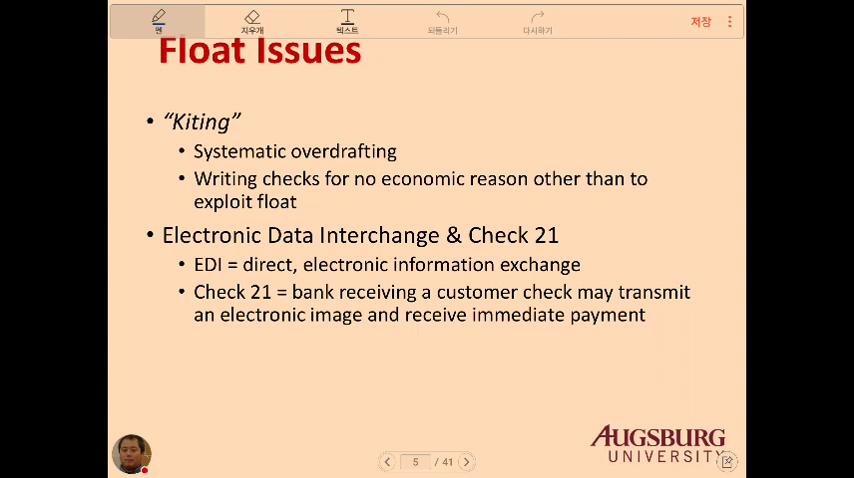 펜
지우개
텍스트
되돌리기
다시하기
저장
Float Issues
• “Kiting”
• Systematic overdrafting
• Writing checks for no economic reason other than to
exploit float
• Electronic Data Interchange & Check 21
• EDI = direct, electronic information exchange
• Check 21 = bank receiving a customer check may transmit
an electronic image and receive immediate payment
AUGSBURG
UNIVERSITY
5 / 41